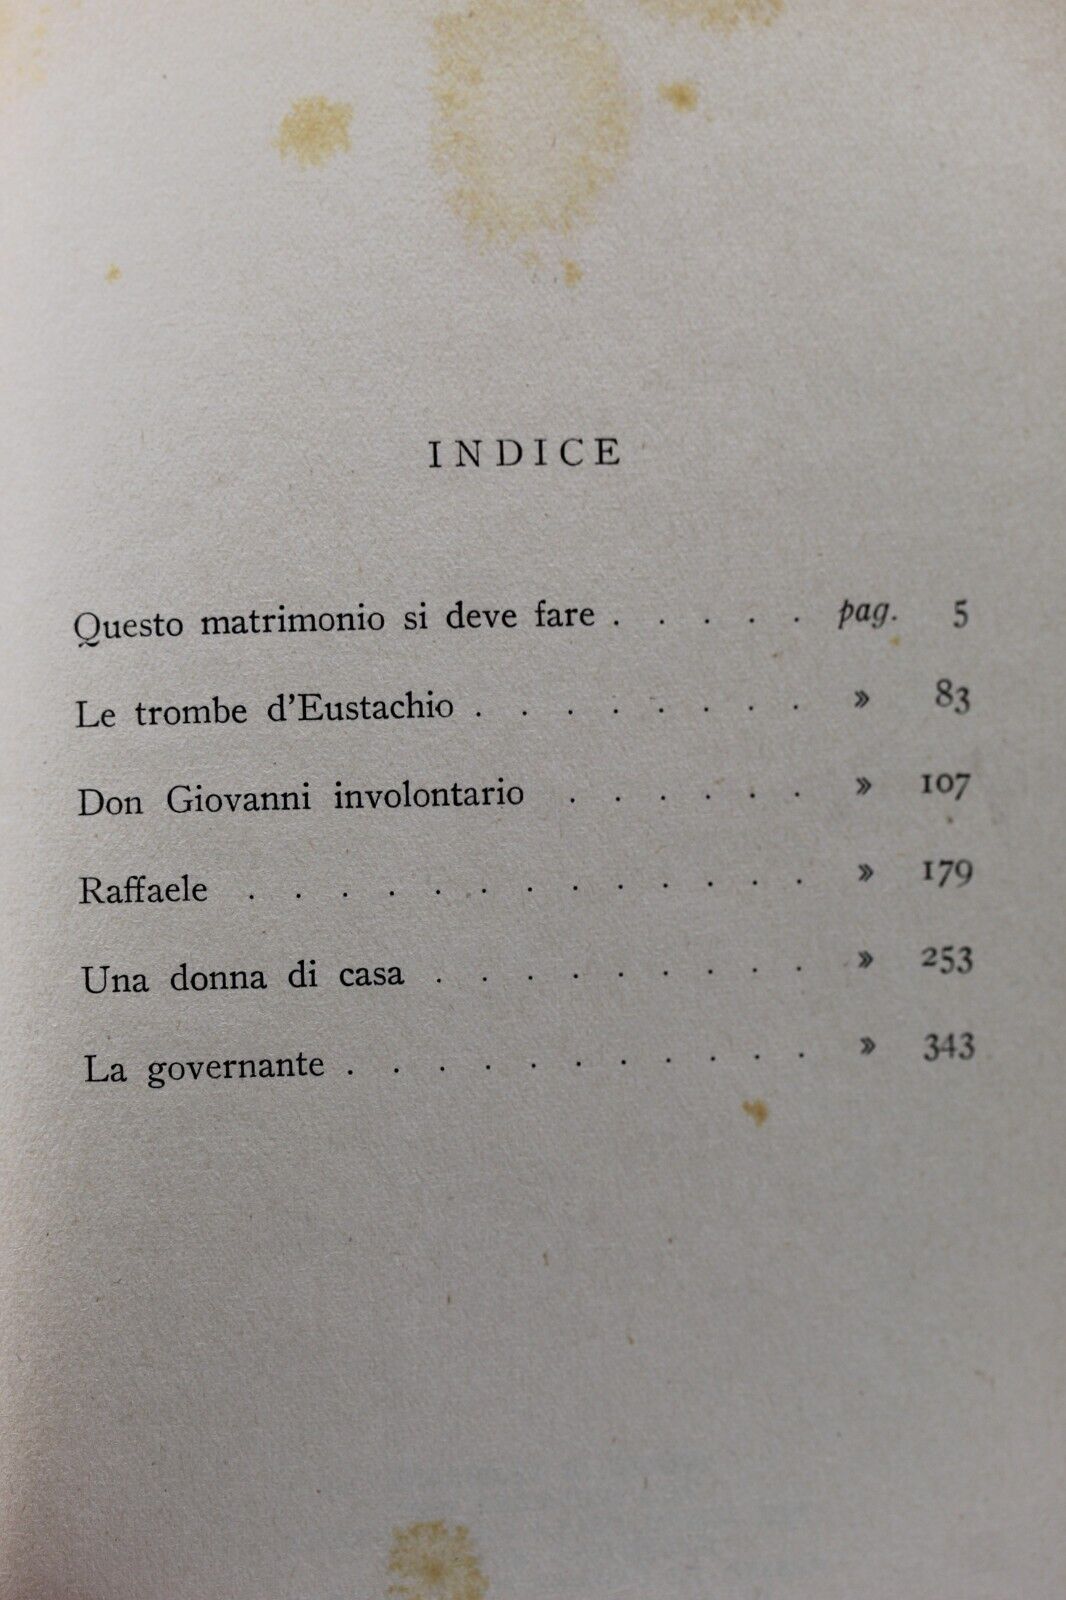 INDICE
Questo matrimonio si deve fare . . . . . pag. 5
Le trombe d'Eustachio . . . . . . . . » 83
Don Giovanni involontario . . . . . . » 107
Raffaele . . . . . . . . . . . . . » 179
Una donna di casa . . . . . . . . . » 253
La governante . . . . . . . . . . . » 343